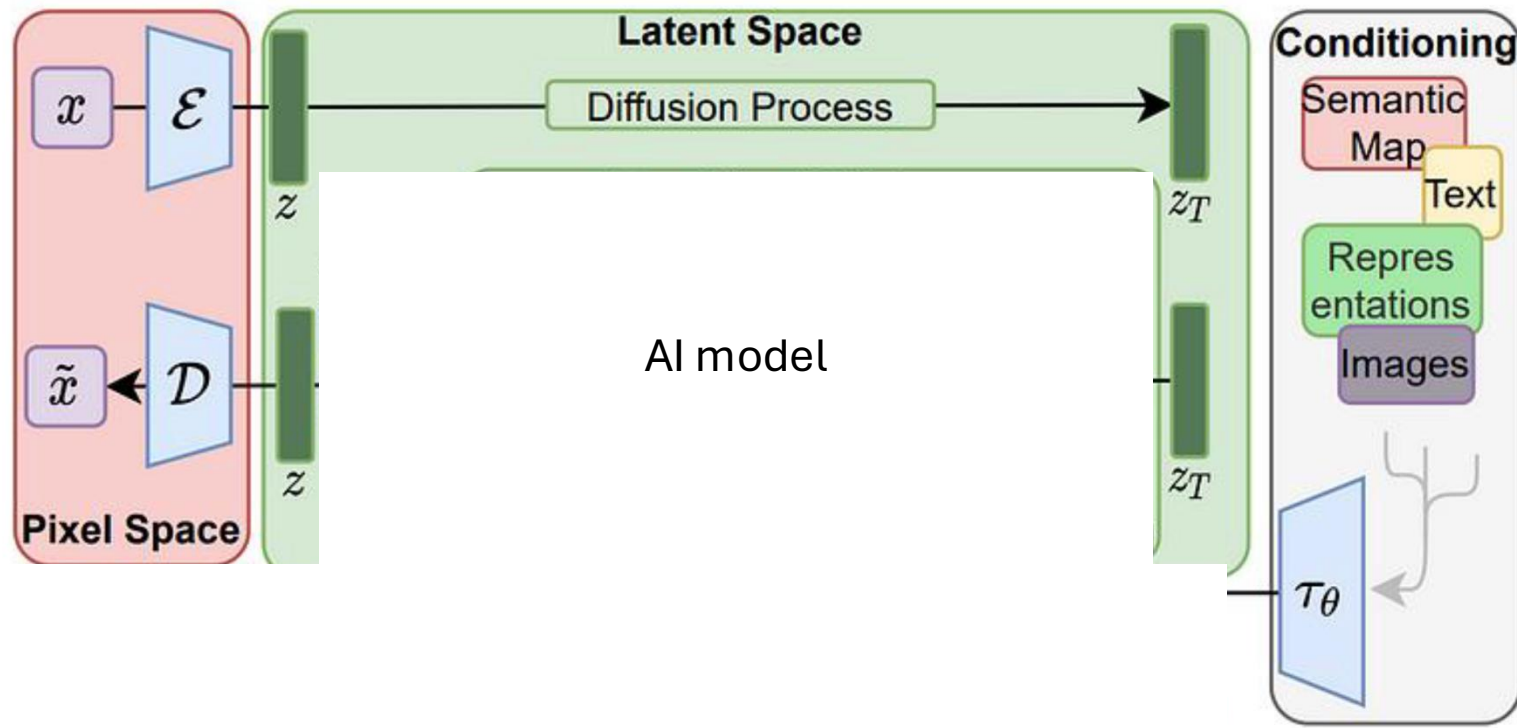 Latent Space
Conditioning
x
ℰ
Diffusion Process
Semantic
Map
Text
z
z_T
Repres
entations
AI model
Images
x̃
𝒟
z
z_T
Pixel Space
τ_θ